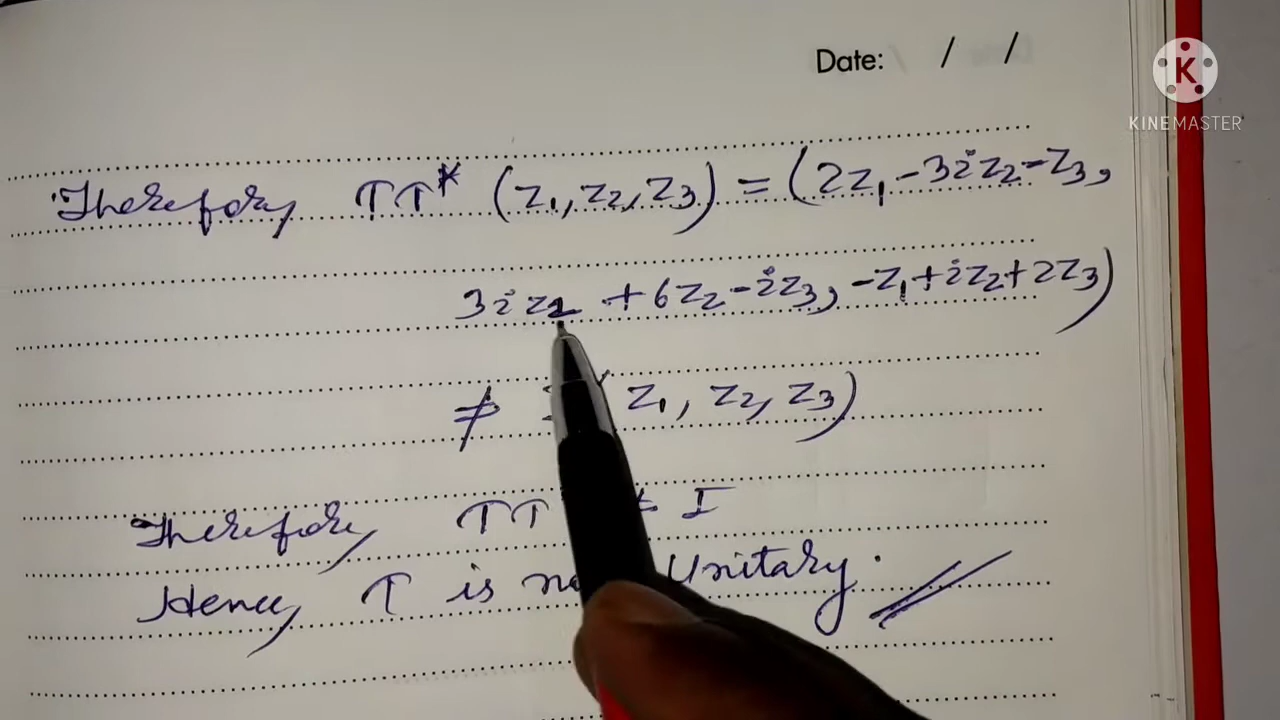 Date: / /
K
KINEMASTER
Therefore, TT* (z₁, z₂, z₃) = (2z₁ - 3iz₂ - z₃,
3iz₁ + 6z₂ - iz₃, -z₁ + iz₂ + 2z₃)
≠ (z₁, z₂, z₃)
Therefore, TT I
Hence, T is Unitary.